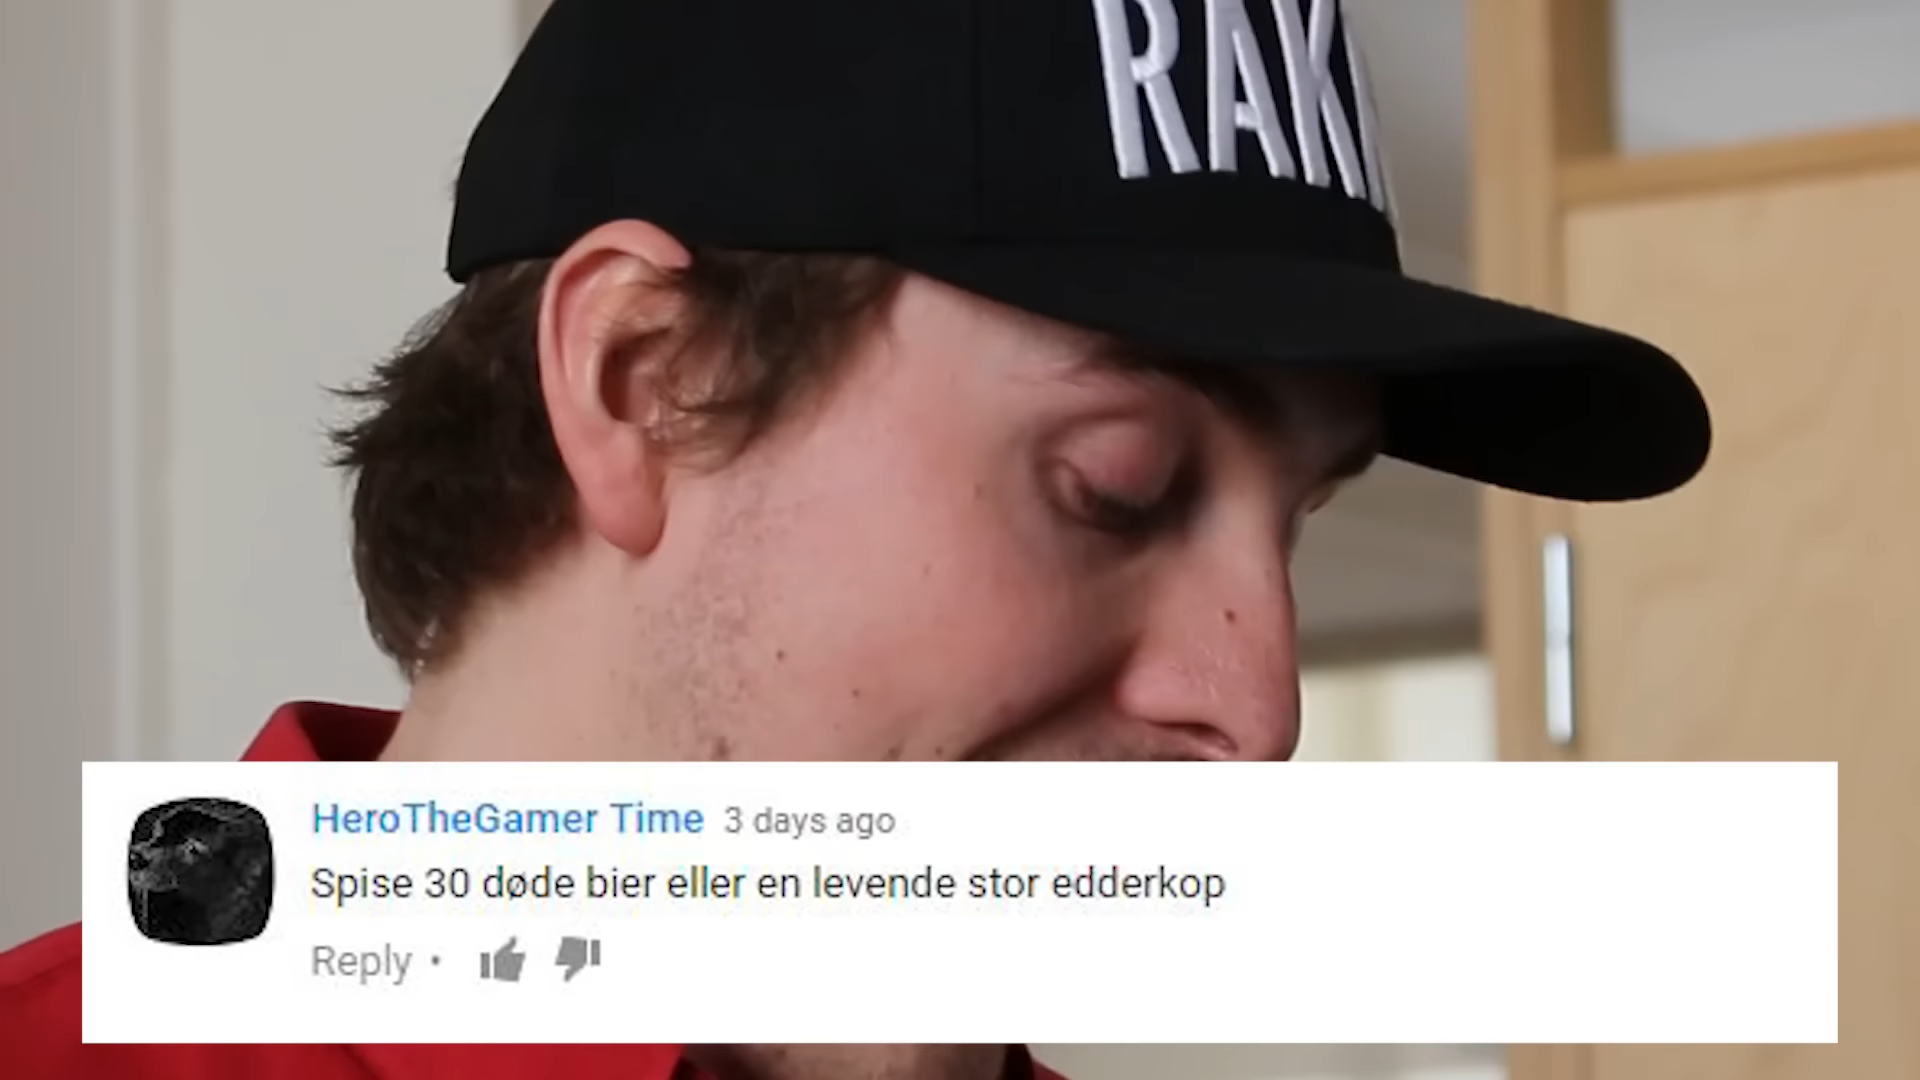 RAK
HeroTheGamer Time 3 days ago
Spise 30 døde bier eller en levende stor edderkop
Reply •